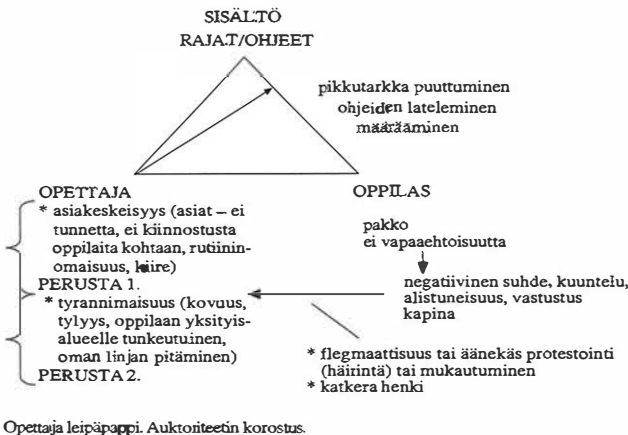 SISÄLTÖ
RAJAT/OHJEET
pikkutarkka puuttuminen
ohjeiden lateleminen
määrääminen
OPETTAJA
* asiakeskeisyys (asiat – ei
tunnetta, ei kiinnostusta
oppilaita kohtaan, rutiinin-
omaisuus, kiire)
PERUSTA 1.
* tyrannimaisuus (kovuus,
tylyys, oppilaan yksityis-
alueelle tunkeutuinen,
oman linjan pitäminen)
PERUSTA 2.
OPPILAS
pakko
ei vapaaehtoisuutta
negatiivinen suhde, kuuntelu,
alistuneisuus, vastustus
kapina
* flegmaattisuus tai äänekäs protestointi
(häirintä) tai mukautuminen
* katkera henki
Opettaja leipäpappi. Auktoriteetin korostus.